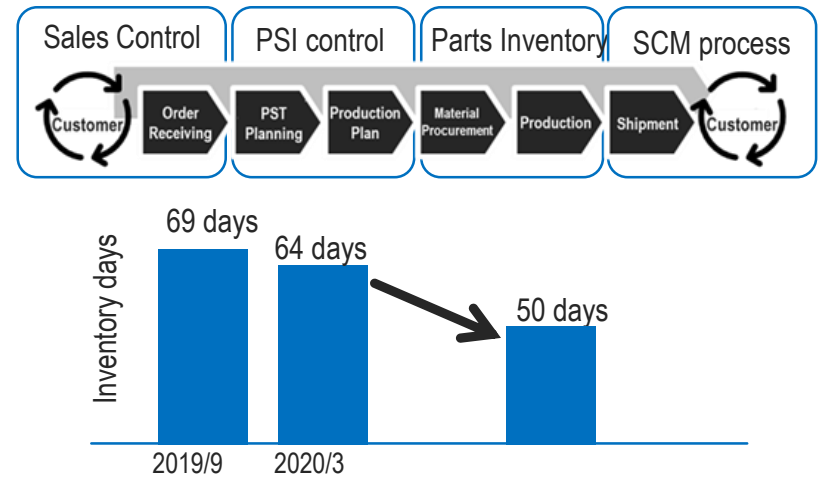 Sales Control
PSI control
Parts Inventory
SCM process
Customer
Order
Receiving
PST
Planning
Production
Plan
Material
Procurement
Production
Shipment
Customer
Inventory days
69 days
64 days
50 days
2019/9
2020/3